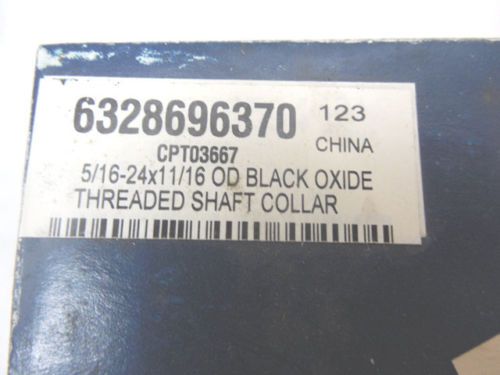 6328696370 123
CPT03667 CHINA
5/16-24x11/16 OD BLACK OXIDE
THREADED SHAFT COLLAR